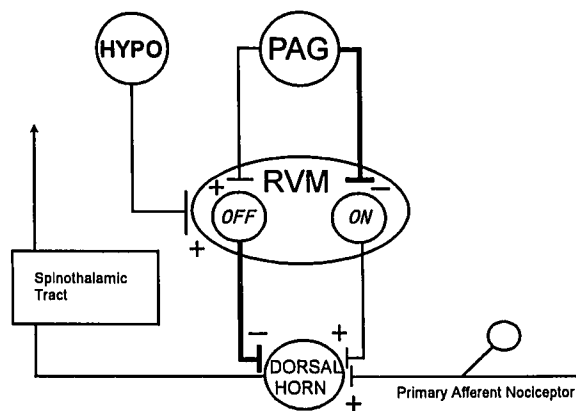 HYPO
PAG
+
RVM
−
OFF
ON
+
Spinothalamic
Tract
−
+
DORSAL
HORN
+
Primary Afferent Nociceptor